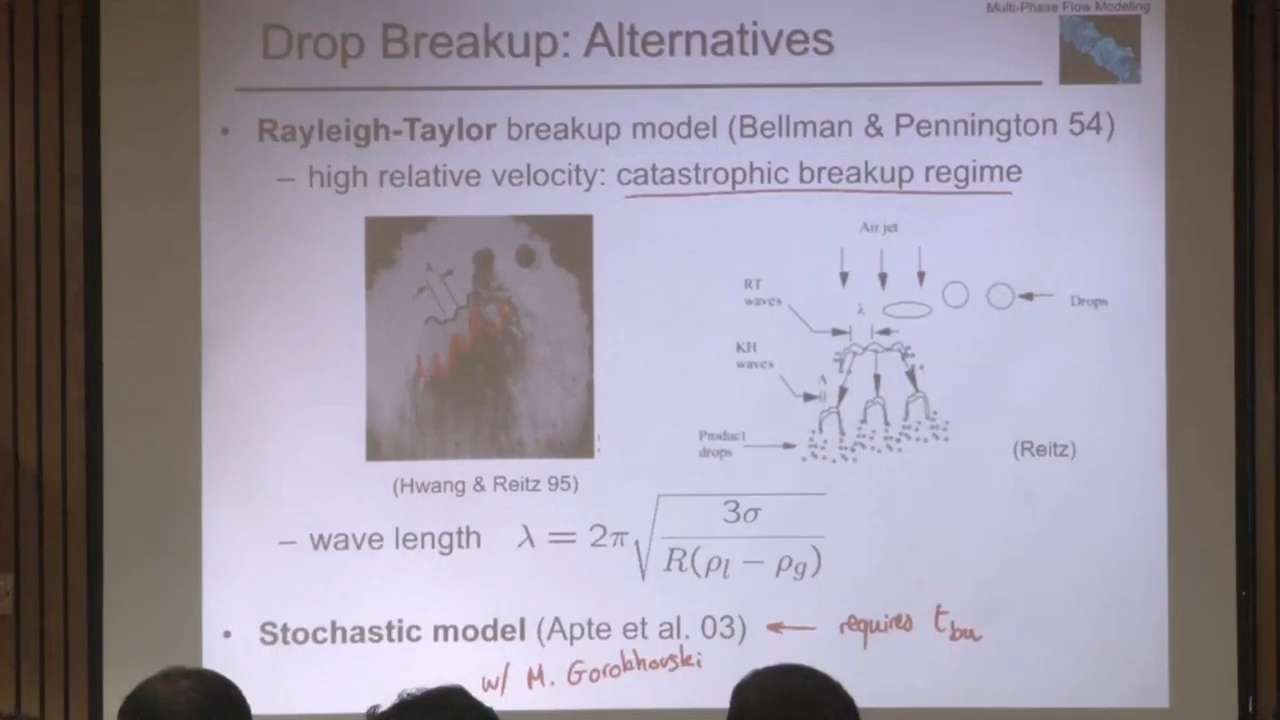 Multi-Phase Flow Modeling
Drop Breakup: Alternatives
• Rayleigh-Taylor breakup model (Bellman & Pennington 54)
– high relative velocity: catastrophic breakup regime
Air jet
RT
waves
λ
Drops
KH
waves
Λ
Product
drops
(Reitz)
λ
(Hwang & Reitz 95)
– wave length λ = 2π√(3σ / R(ρl − ρg))
• Stochastic model (Apte et al. 03) ← requires tbu
w/ M. Gorokhovski